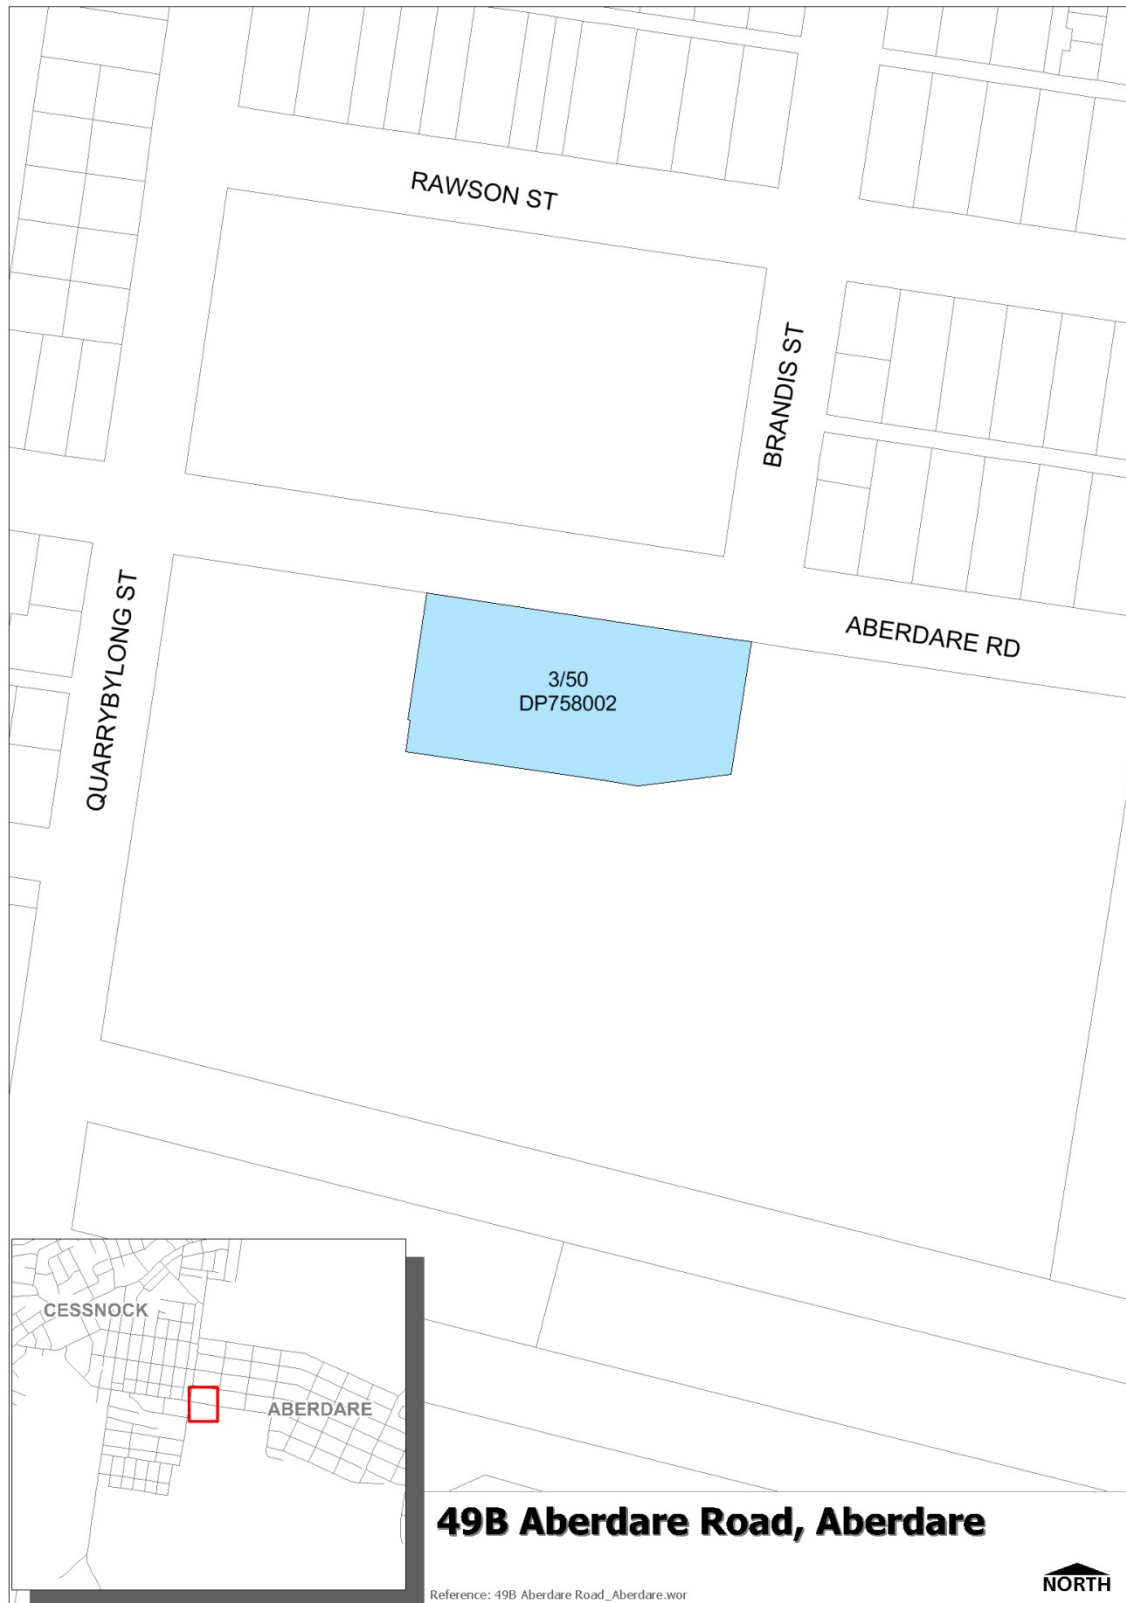 RAWSON ST
BRANDIS ST
QUARRYBYLONG ST
ABERDARE RD
3/50
DP758002
CESSNOCK
ABERDARE
49B Aberdare Road, Aberdare
Reference: 49B Aberdare Road_Aberdare.wor
NORTH